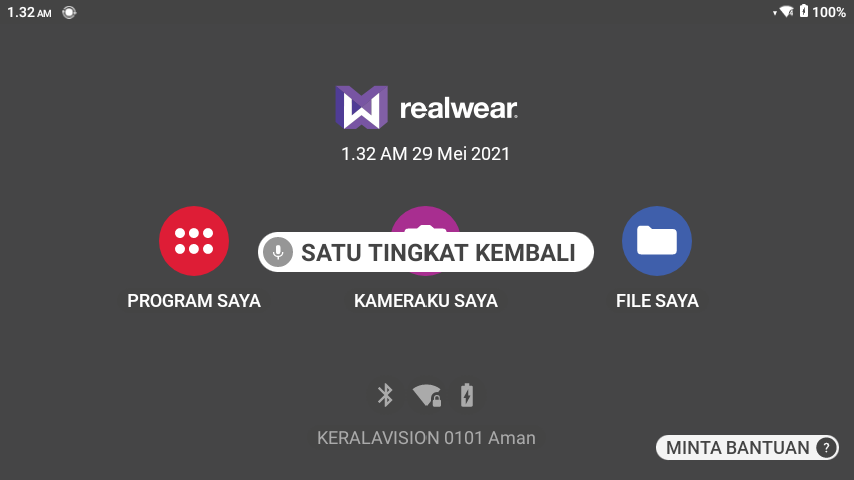 1.32 AM
100%
realwear
1.32 AM 29 Mei 2021
SATU TINGKAT KEMBALI
PROGRAM SAYA
KAMERAKU SAYA
FILE SAYA
KERALAVISION 0101 Aman
MINTA BANTUAN ?